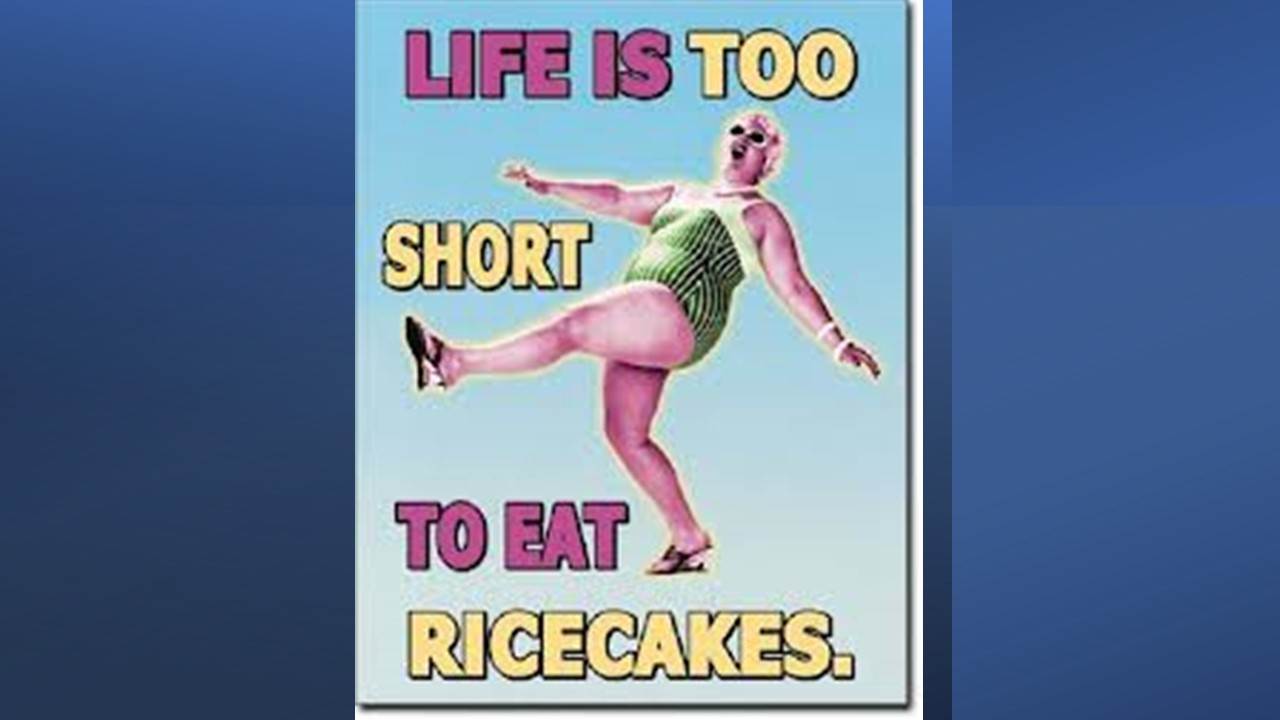 LIFE IS TOO
SHORT
TO EAT
RICECAKES.